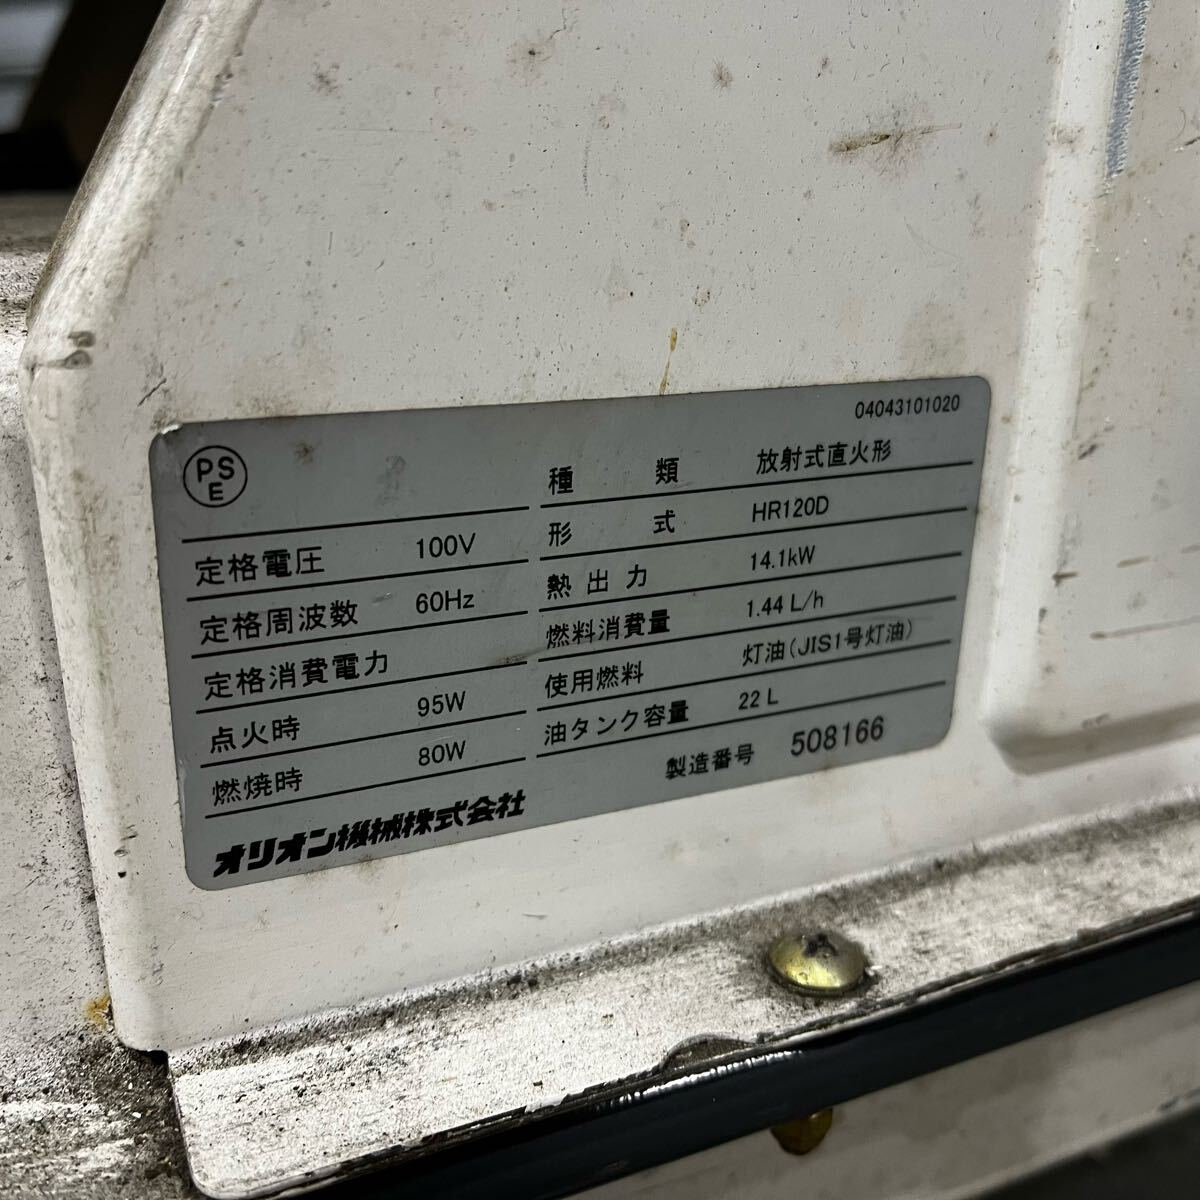 04043101020
PS
E
種類 放射式直火形
形式 HR120D
熱出力 14.1kW
燃料消費量 1.44 L/h
使用燃料 灯油(JIS1号灯油)
油タンク容量 22 L
製造番号 508166
定格電圧 100V
定格周波数 60Hz
定格消費電力
点火時 95W
燃焼時 80W
オリオン機械株式会社